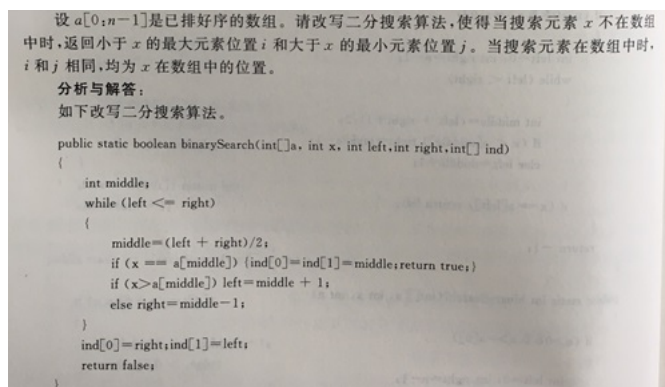 设 a[0:n-1]是已排好序的数组。请改写二分搜索算法,使得当搜索元素 x 不在数组
中时,返回小于 x 的最大元素位置 i 和大于 x 的最小元素位置 j。当搜索元素在数组中时,
i 和 j 相同,均为 x 在数组中的位置。
分析与解答:
如下改写二分搜索算法。
public static boolean binarySearch(int[]a, int x, int left,int right,int[] ind)
{
int middle;
while (left <= right)
{
middle=(left + right)/2;
if (x == a[middle]) {ind[0]=ind[1]=middle;return true;}
if (x>a[middle]) left=middle + 1;
else right=middle-1;
}
ind[0]=right;ind[1]=left;
return false;
}